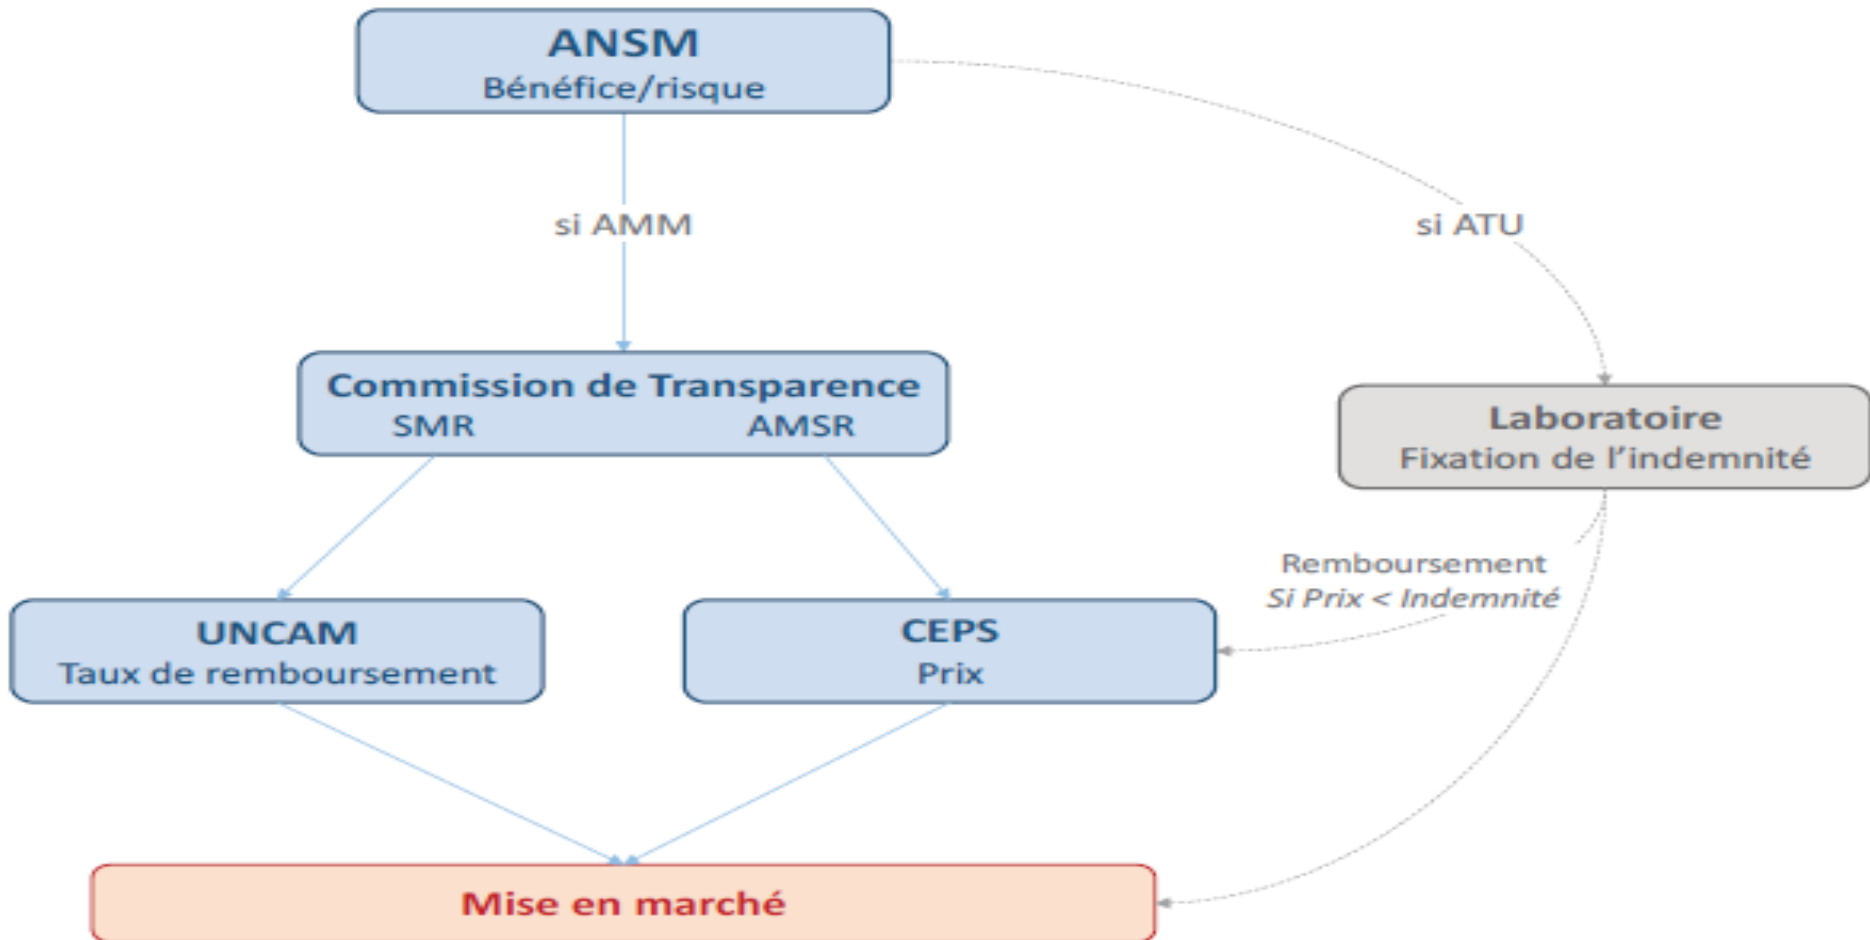 ANSM
Bénéfice/risque
si AMM
si ATU
Commission de Transparence
SMR AMSR
Laboratoire
Fixation de l'indemnité
Remboursement
Si Prix < Indemnité
UNCAM
Taux de remboursement
CEPS
Prix
Mise en marché